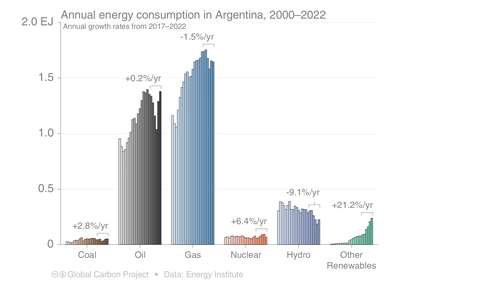 Annual energy consumption in Argentina, 2000–2022
2.0 EJ
Annual growth rates from 2017–2022
-1.5%/yr
1.5
+0.2%/yr
1.0
0.5
-9.1%/yr
+21.2%/yr
+2.8%/yr
+6.4%/yr
0
Coal
Oil
Gas
Nuclear
Hydro
Other
Renewables
Global Carbon Project • Data: Energy Institute